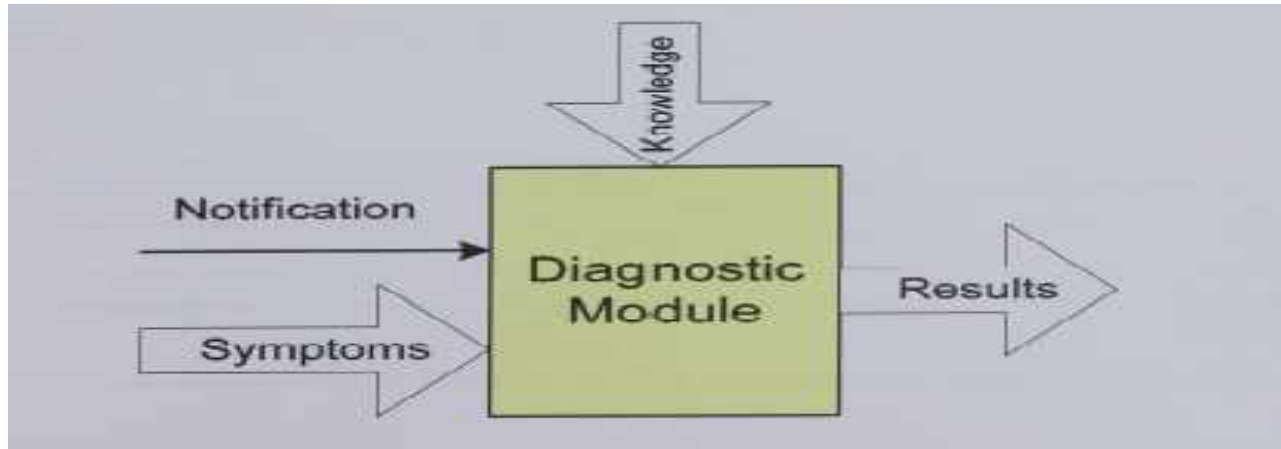 Knowledge
Notification
Diagnostic
Module
Results
Symptoms